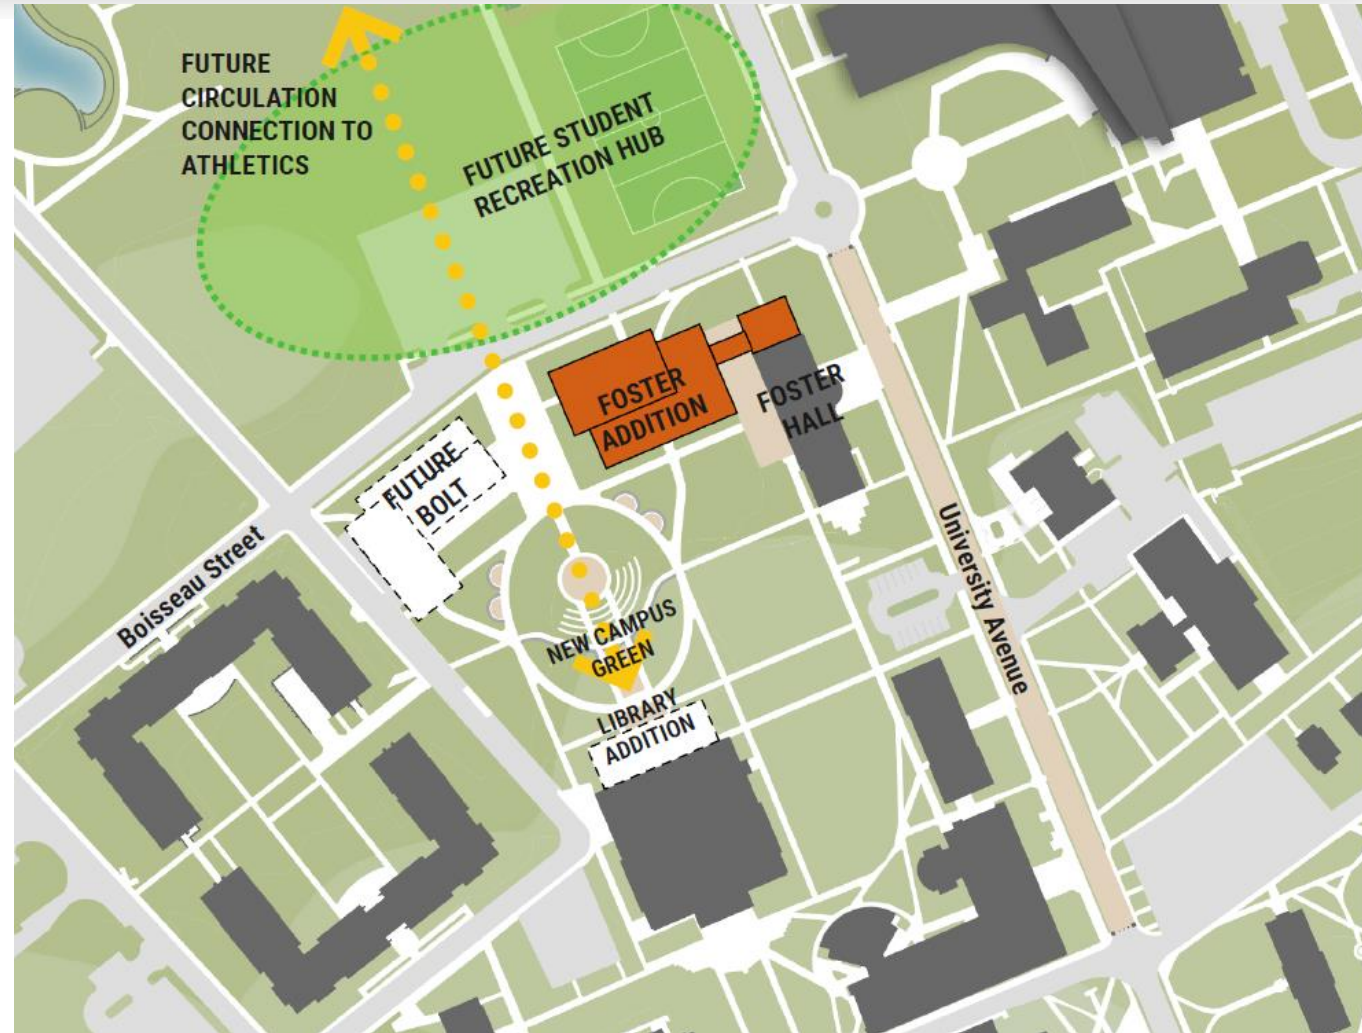 FUTURE
CIRCULATION
CONNECTION TO
ATHLETICS
FUTURE STUDENT
RECREATION HUB
FOSTER
ADDITION
FOSTER
HALL
FUTURE
BOLT
Boisseau Street
University Avenue
NEW CAMPUS
GREEN
LIBRARY
ADDITION